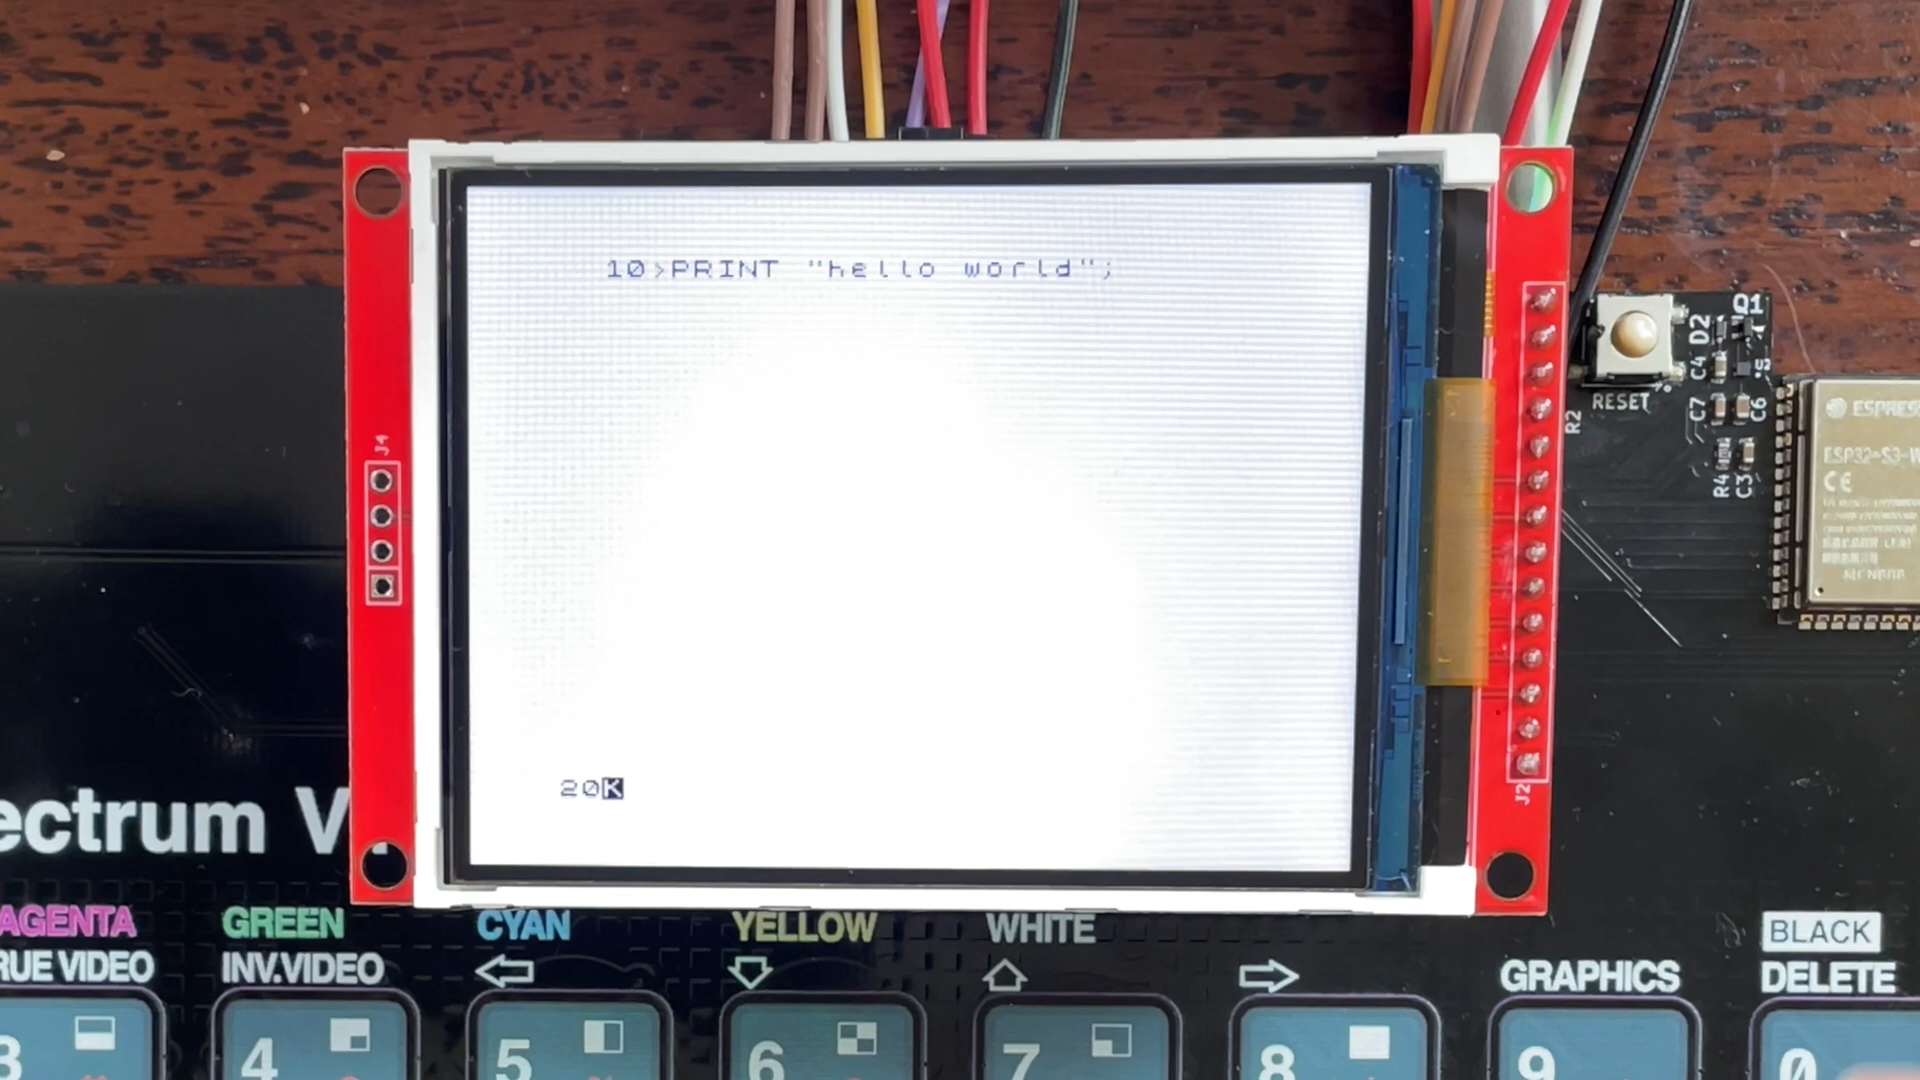 10>PRINT "hello world";
20K
J4
J2
RESET
R2
D2
Q1
C4
C7
C6
R4
C3
ESPRES
ESP32-S3-W
CE
ectrum V
AGENTA
GREEN
CYAN
YELLOW
WHITE
BLACK
RUE VIDEO
INV.VIDEO
GRAPHICS
DELETE
3
4
5
6
7
8
9
0